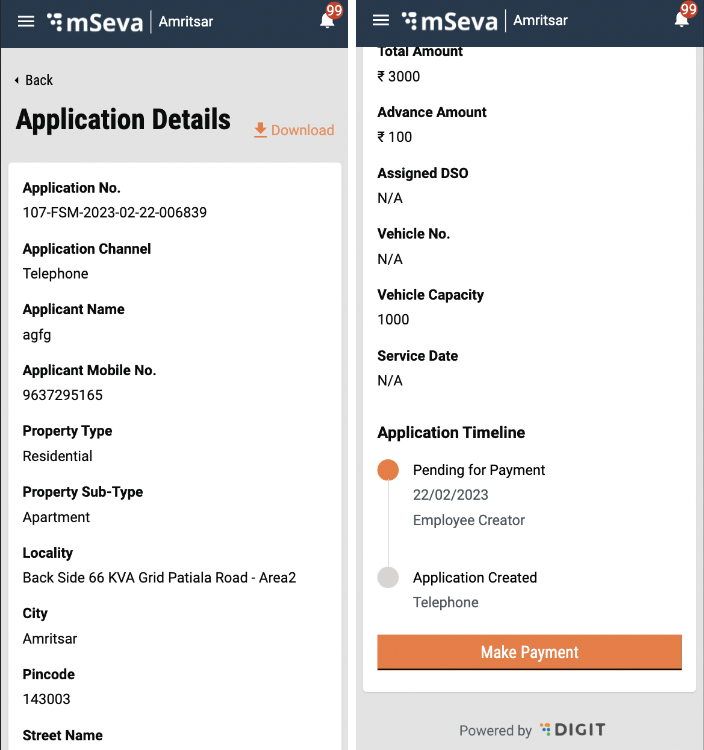 mSeva
Amritsar
99
Back
Application Details
Download
Application No.
107-FSM-2023-02-22-006839
Application Channel
Telephone
Applicant Name
agfg
Applicant Mobile No.
9637295165
Property Type
Residential
Property Sub-Type
Apartment
Locality
Back Side 66 KVA Grid Patiala Road - Area2
City
Amritsar
Pincode
143003
Street Name
mSeva
Amritsar
99
Total Amount
₹ 3000
Advance Amount
₹ 100
Assigned DSO
N/A
Vehicle No.
N/A
Vehicle Capacity
1000
Service Date
N/A
Application Timeline
Pending for Payment
22/02/2023
Employee Creator
Application Created
Telephone
Make Payment
Powered by DIGIT